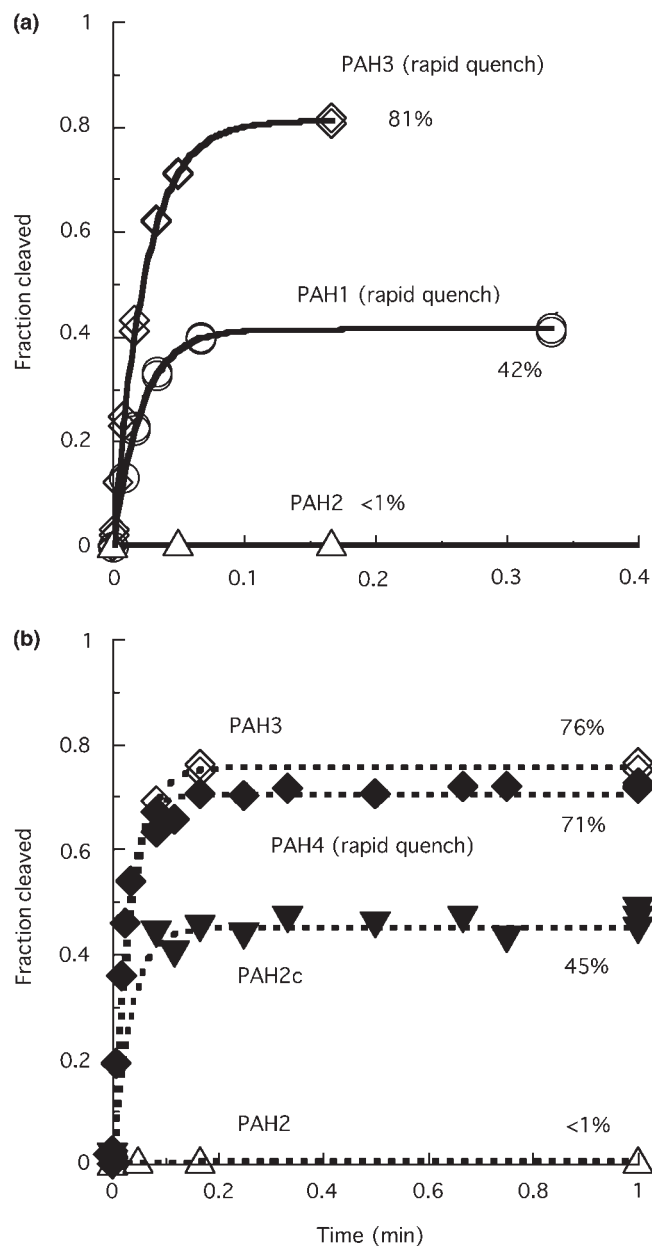 (a)
1
PAH3 (rapid quench)
81%
0.8
0.6
Fraction cleaved
PAH1 (rapid quench)
0.4
42%
0.2
PAH2 <1%
0
0 0.1 0.2 0.3 0.4
(b)
1
PAH3
76%
0.8
71%
0.6
PAH4 (rapid quench)
Fraction cleaved
0.4
PAH2c
45%
0.2
PAH2
<1%
0
0 0.2 0.4 0.6 0.8 1
Time (min)